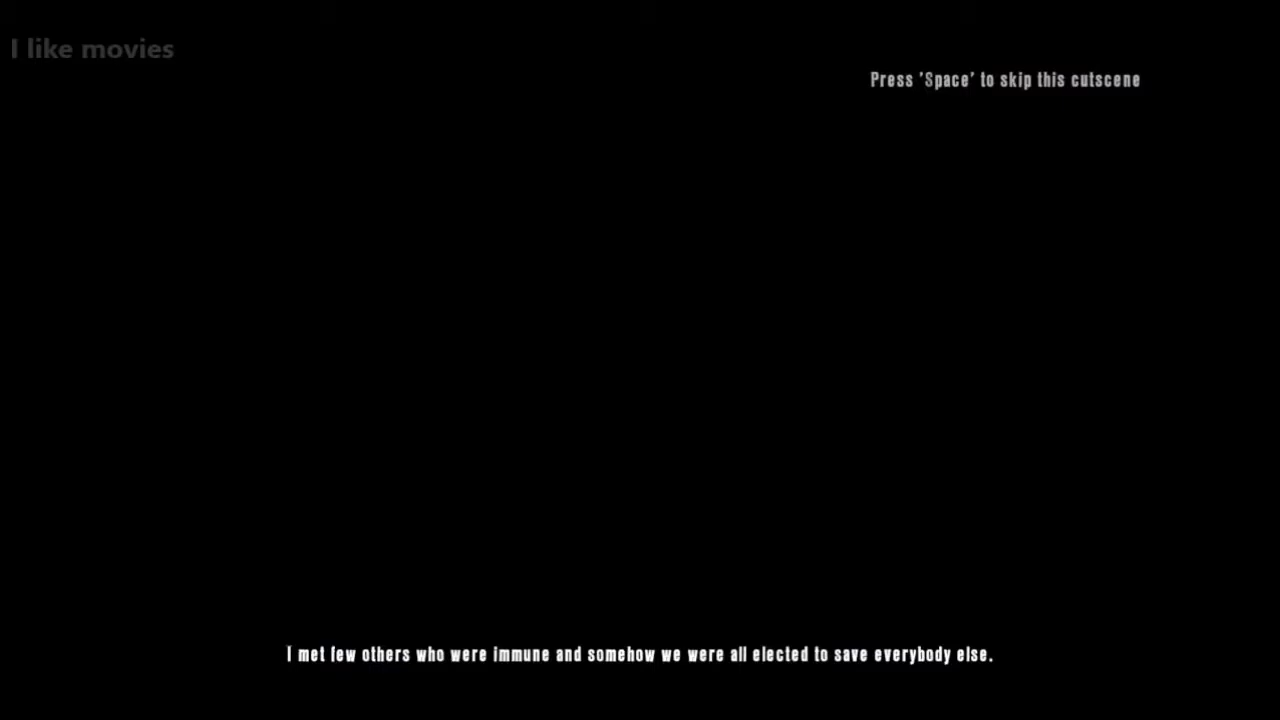 I like movies
Press 'Space' to skip this cutscene
I met few others who were immune and somehow we were all elected to save everybody else.